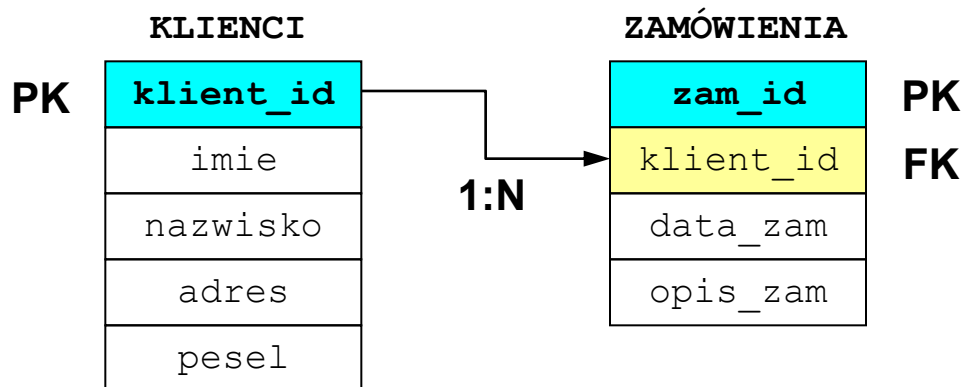 KLIENCI
PK
klient_id
imie
nazwisko
adres
pesel
1:N
ZAMÓWIENIA
zam_id
PK
klient_id
FK
data_zam
opis_zam